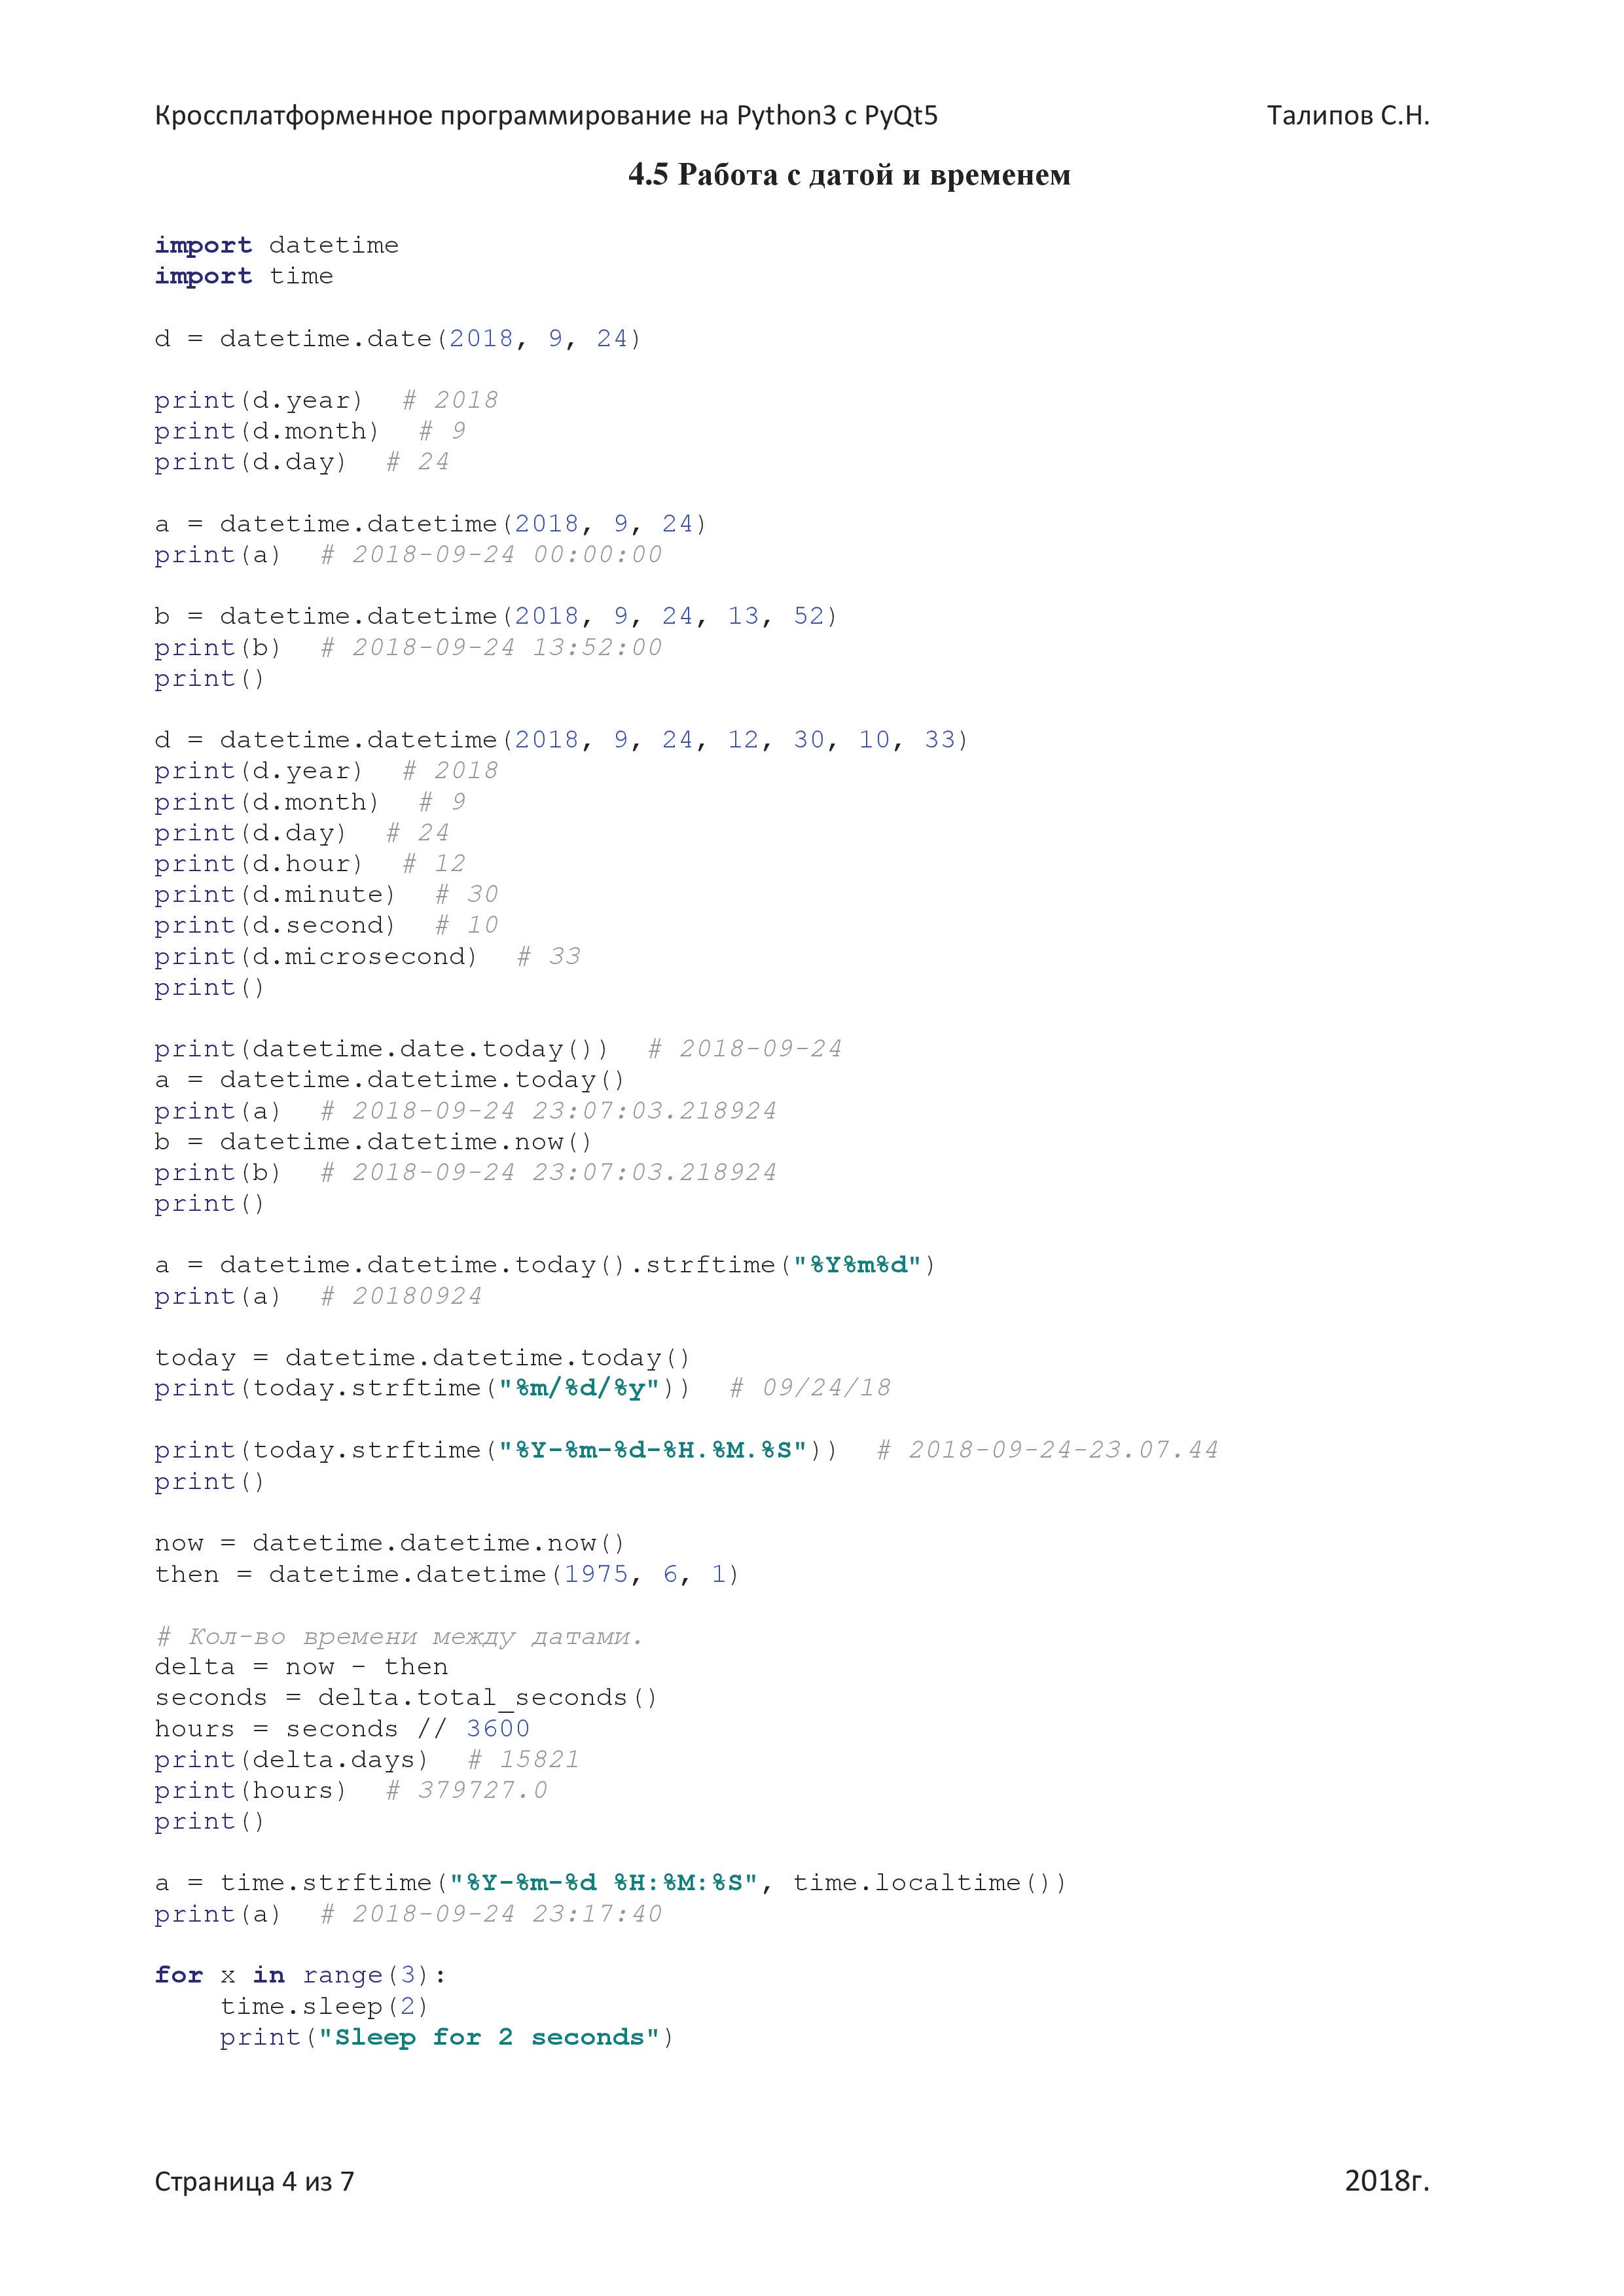 Кроссплатформенное программирование на Python3 с PyQt5 Талипов С.Н.
4.5 Работа с датой и временем
import datetime
import time
d = datetime.date(2018, 9, 24)
print(d.year)  # 2018
print(d.month)  # 9
print(d.day)  # 24
a = datetime.datetime(2018, 9, 24)
print(a)  # 2018-09-24 00:00:00
b = datetime.datetime(2018, 9, 24, 13, 52)
print(b)  # 2018-09-24 13:52:00
print()
d = datetime.datetime(2018, 9, 24, 12, 30, 10, 33)
print(d.year)  # 2018
print(d.month)  # 9
print(d.day)  # 24
print(d.hour)  # 12
print(d.minute)  # 30
print(d.second)  # 10
print(d.microsecond)  # 33
print()
print(datetime.date.today())  # 2018-09-24
a = datetime.datetime.today()
print(a)  # 2018-09-24 23:07:03.218924
b = datetime.datetime.now()
print(b)  # 2018-09-24 23:07:03.218924
print()
a = datetime.datetime.today().strftime("%Y%m%d")
print(a)  # 20180924
today = datetime.datetime.today()
print(today.strftime("%m/%d/%y"))  # 09/24/18
print(today.strftime("%Y-%m-%d-%H.%M.%S"))  # 2018-09-24-23.07.44
print()
now = datetime.datetime.now()
then = datetime.datetime(1975, 6, 1)
# Кол-во времени между датами.
delta = now - then
seconds = delta.total_seconds()
hours = seconds // 3600
print(delta.days)  # 15821
print(hours)  # 379727.0
print()
a = time.strftime("%Y-%m-%d %H:%M:%S", time.localtime())
print(a)  # 2018-09-24 23:17:40
for x in range(3):
    time.sleep(2)
    print("Sleep for 2 seconds")
Страница 4 из 7 2018г.